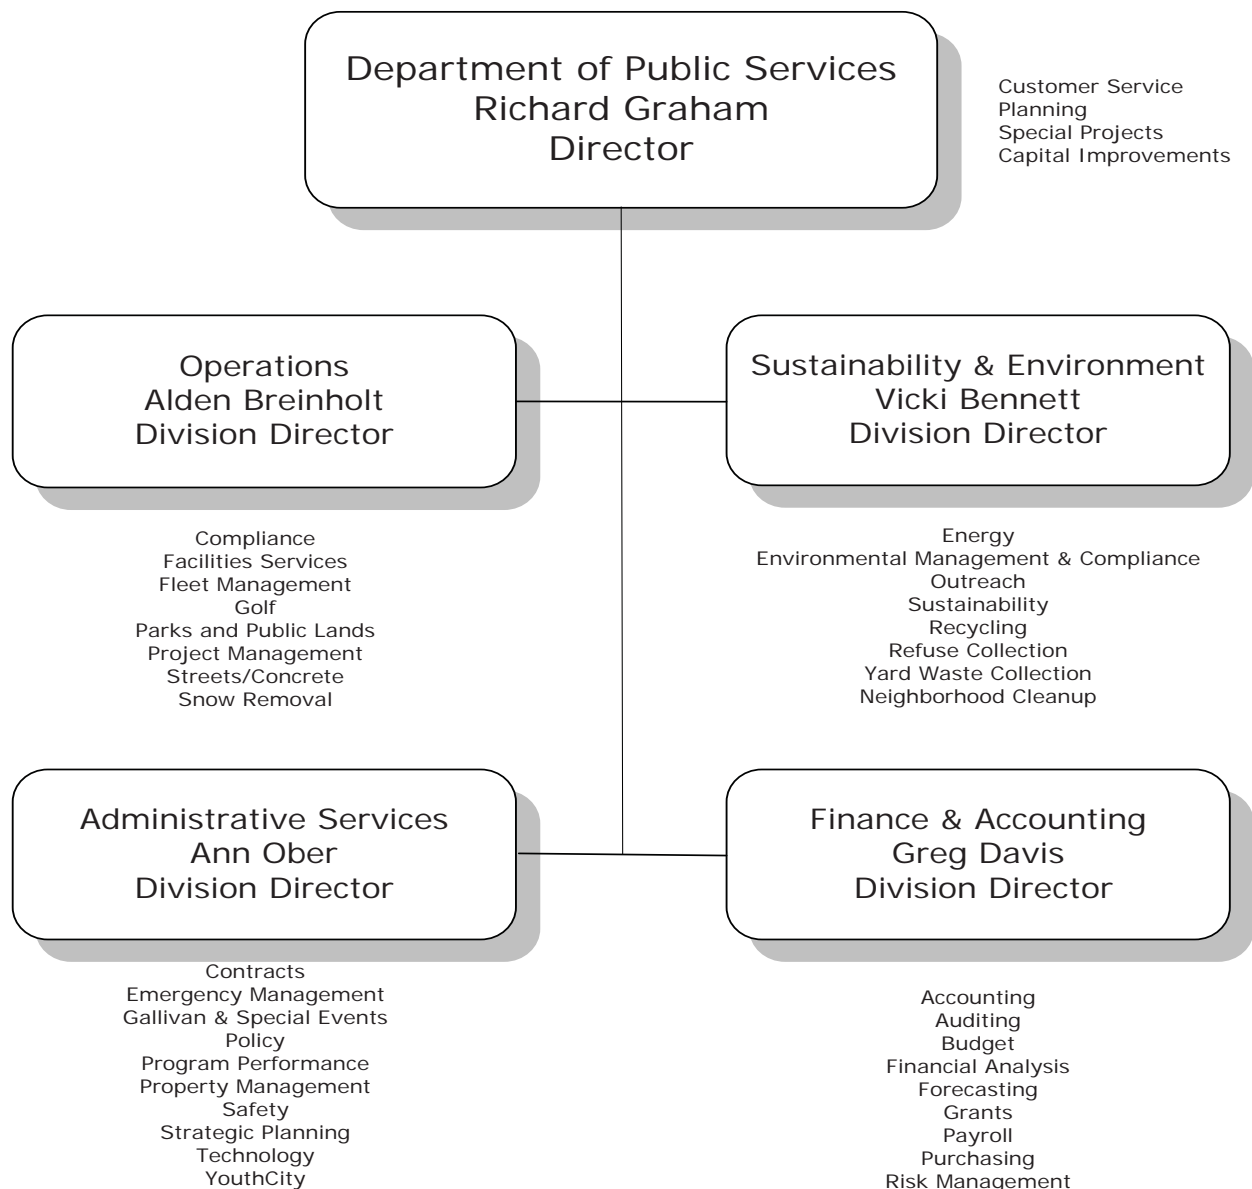 Department of Public Services
Richard Graham
Director
Customer Service
Planning
Special Projects
Capital Improvements
Operations
Alden Breinholt
Division Director
Sustainability & Environment
Vicki Bennett
Division Director
Compliance
Facilities Services
Fleet Management
Golf
Parks and Public Lands
Project Management
Streets/Concrete
Snow Removal
Energy
Environmental Management & Compliance
Outreach
Sustainability
Recycling
Refuse Collection
Yard Waste Collection
Neighborhood Cleanup
Administrative Services
Ann Ober
Division Director
Finance & Accounting
Greg Davis
Division Director
Contracts
Emergency Management
Gallivan & Special Events
Policy
Program Performance
Property Management
Safety
Strategic Planning
Technology
YouthCity
Accounting
Auditing
Budget
Financial Analysis
Forecasting
Grants
Payroll
Purchasing
Risk Management